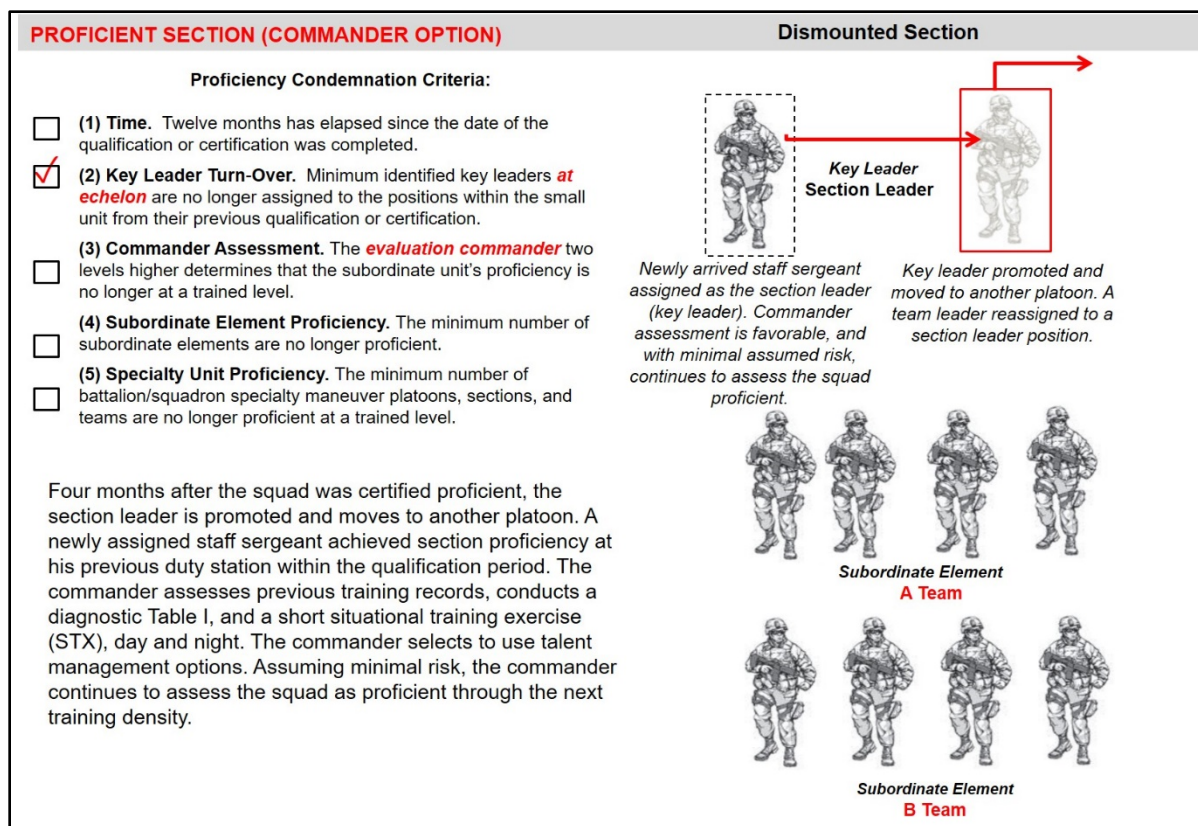 PROFICIENT SECTION (COMMANDER OPTION)
Dismounted Section
Proficiency Condemnation Criteria:
(1) Time. Twelve months has elapsed since the date of the
qualification or certification was completed.
(2) Key Leader Turn-Over. Minimum identified key leaders at
echelon are no longer assigned to the positions within the small
unit from their previous qualification or certification.
(3) Commander Assessment. The evaluation commander two
levels higher determines that the subordinate unit's proficiency is
no longer at a trained level.
(4) Subordinate Element Proficiency. The minimum number of
subordinate elements are no longer proficient.
(5) Specialty Unit Proficiency. The minimum number of
battalion/squadron specialty maneuver platoons, sections, and
teams are no longer proficient at a trained level.
Four months after the squad was certified proficient, the
section leader is promoted and moves to another platoon. A
newly assigned staff sergeant achieved section proficiency at
his previous duty station within the qualification period. The
commander assesses previous training records, conducts a
diagnostic Table I, and a short situational training exercise
(STX), day and night. The commander selects to use talent
management options. Assuming minimal risk, the commander
continues to assess the squad as proficient through the next
training density.
Key Leader
Section Leader
Newly arrived staff sergeant
assigned as the section leader
(key leader). Commander
assessment is favorable, and
with minimal assumed risk,
continues to assess the squad
proficient.
Key leader promoted and
moved to another platoon. A
team leader reassigned to a
section leader position.
Subordinate Element
A Team
Subordinate Element
B Team